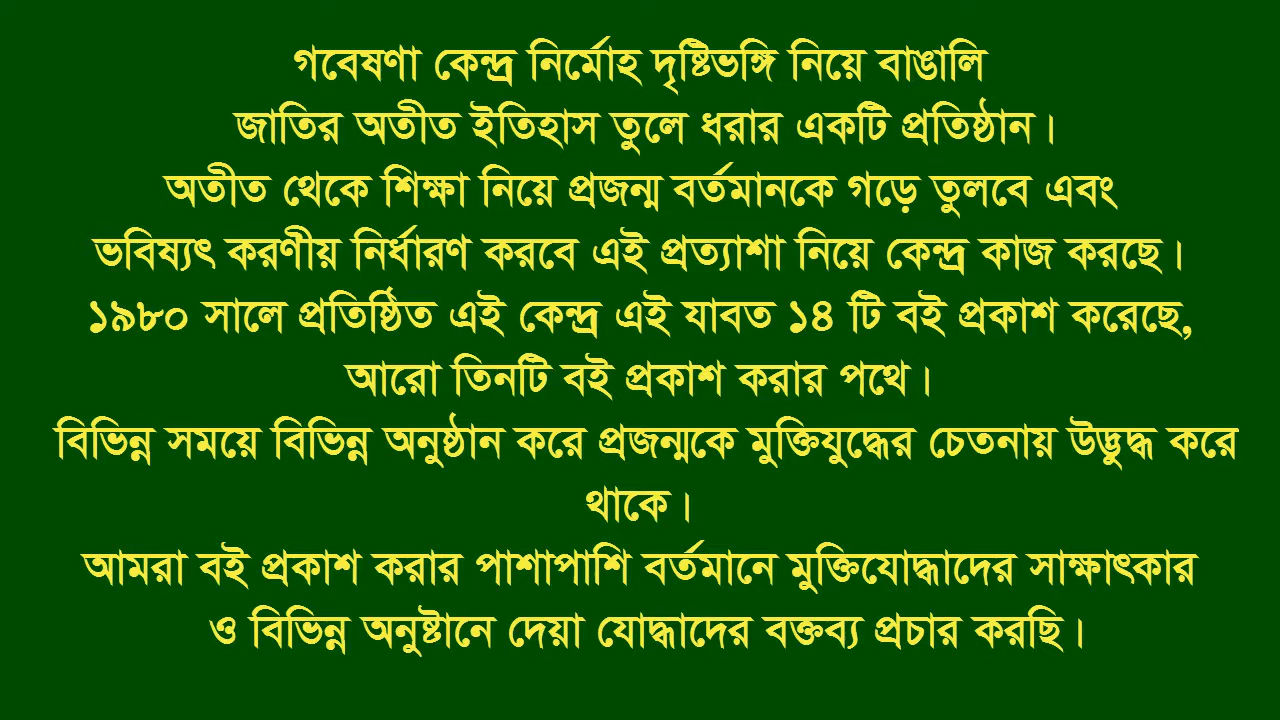 গবেষণা কেন্দ্র নির্মোহ দৃষ্টিভঙ্গি নিয়ে বাঙালি
জাতির অতীত ইতিহাস তুলে ধরার একটি প্রতিষ্ঠান।
অতীত থেকে শিক্ষা নিয়ে প্রজন্ম বর্তমানকে গড়ে তুলবে এবং
ভবিষ্যৎ করণীয় নির্ধারণ করবে এই প্রত্যাশা নিয়ে কেন্দ্র কাজ করছে।
১৯৮০ সালে প্রতিষ্ঠিত এই কেন্দ্র এই যাবত ১৪ টি বই প্রকাশ করেছে,
আরো তিনটি বই প্রকাশ করার পথে।
বিভিন্ন সময়ে বিভিন্ন অনুষ্ঠান করে প্রজন্মকে মুক্তিযুদ্ধের চেতনায় উদ্ভুদ্ধ করে
থাকে।
আমরা বই প্রকাশ করার পাশাপাশি বর্তমানে মুক্তিযোদ্ধাদের সাক্ষাৎকার
ও বিভিন্ন অনুষ্টানে দেয়া যোদ্ধাদের বক্তব্য প্রচার করছি।